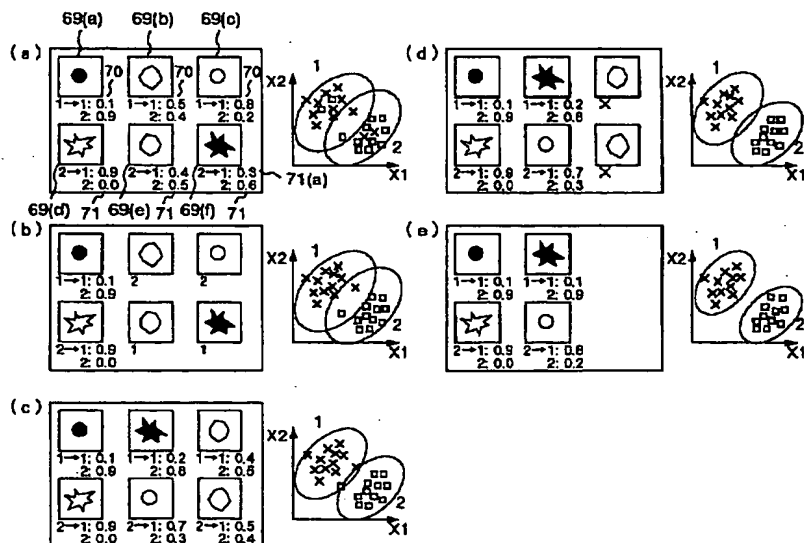 69(a) 69(b) 69(c)
(a)
70 70 70
1→1: 0.1 1→1: 0.5 1→1: 0.8
2: 0.9 2: 0.4 2: 0.2
2→1: 0.9 2→1: 0.4 2→1: 0.3
2: 0.0 2: 0.5 2: 0.6
71(a)
69(d) 71 69(e) 71 69(f) 71
X2 1 2 X1
(b)
1→1: 0.1 2 2
2: 0.9
2→1: 0.9 1 1
2: 0.0
X2 1 2 X1
(c)
1→1: 0.1 1→1: 0.2 1→1: 0.4
2: 0.9 2: 0.8 2: 0.5
2→1: 0.9 2→1: 0.7 2→1: 0.5
2: 0.0 2: 0.3 2: 0.4
X2 1 2 X1
(d)
1→1: 0.1 1→1: 0.2 X
2: 0.9 2: 0.8
2→1: 0.9 2→1: 0.7 X
2: 0.0 2: 0.3
X2 1 2 X1
(e)
1→1: 0.1 1→1: 0.1
2: 0.9 2: 0.9
2→1: 0.9 2→1: 0.8
2: 0.0 2: 0.2
X2 1 2 X1